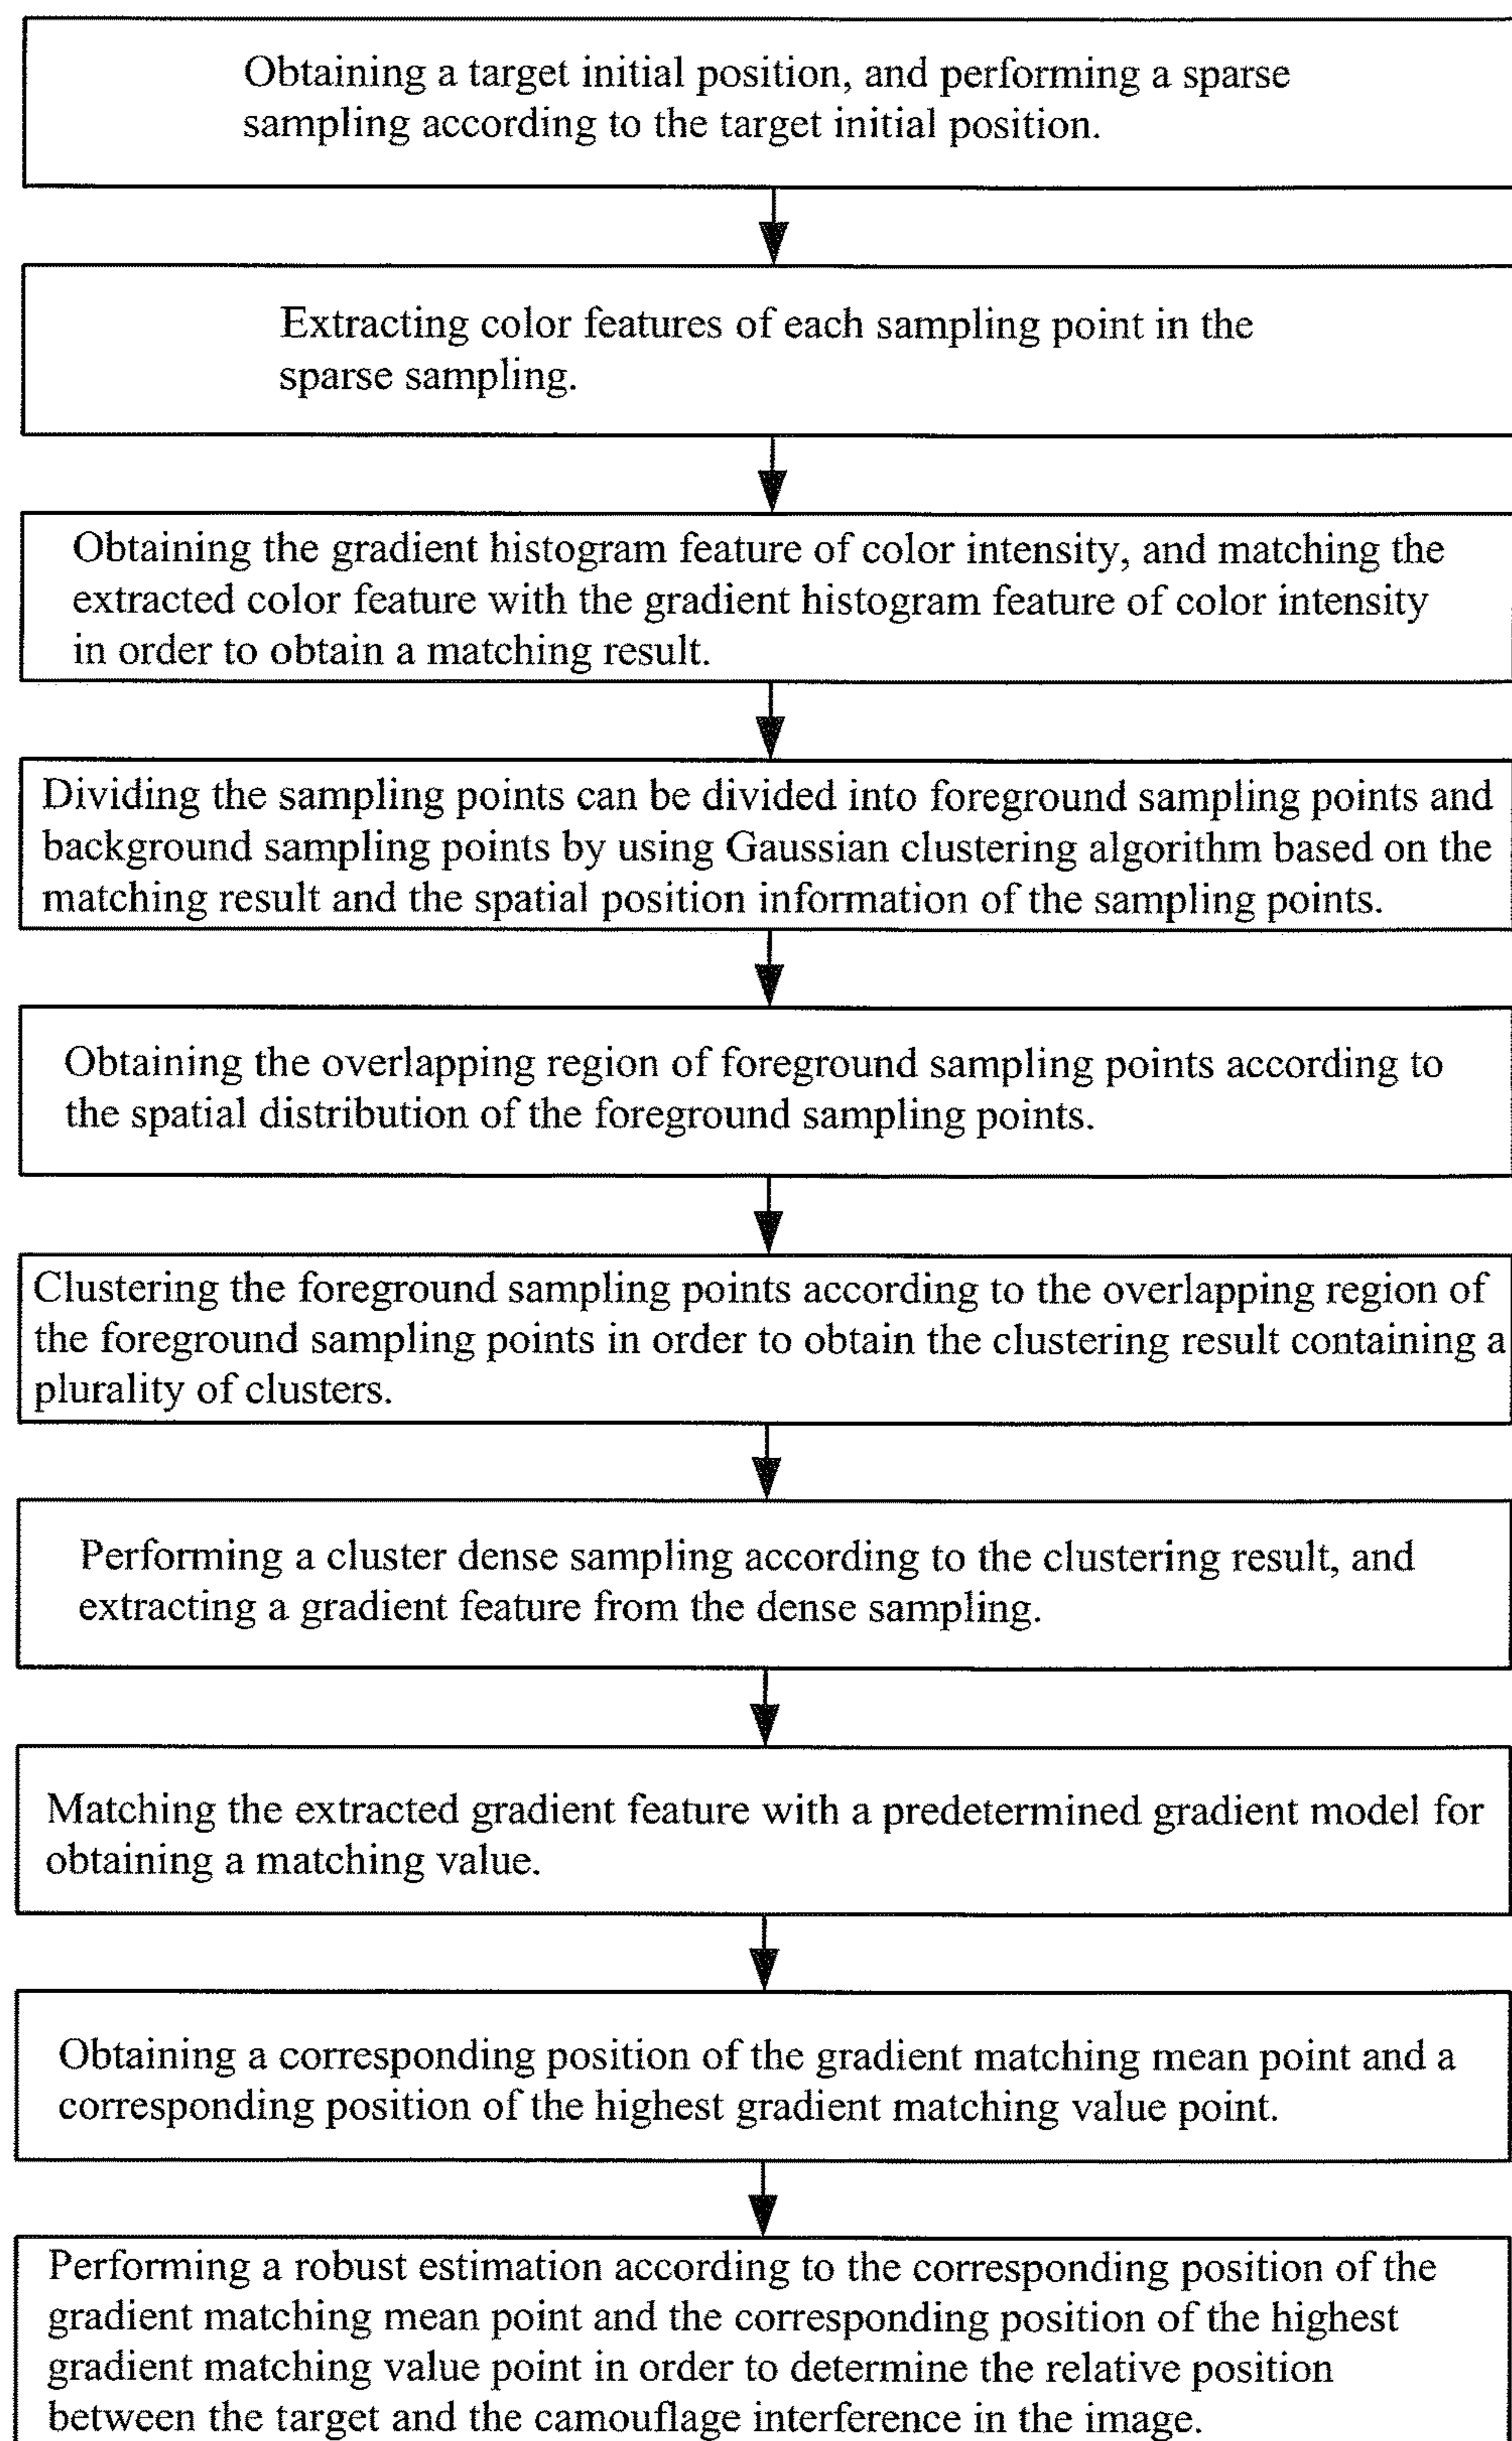 Obtaining a target initial position, and performing a sparse
sampling according to the target initial position.
Extracting color features of each sampling point in the
sparse sampling.
Obtaining the gradient histogram feature of color intensity, and matching the
extracted color feature with the gradient histogram feature of color intensity
in order to obtain a matching result.
Dividing the sampling points can be divided into foreground sampling points and
background sampling points by using Gaussian clustering algorithm based on the
matching result and the spatial position information of the sampling points.
Obtaining the overlapping region of foreground sampling points according to
the spatial distribution of the foreground sampling points.
Clustering the foreground sampling points according to the overlapping region of
the foreground sampling points in order to obtain the clustering result containing a
plurality of clusters.
Performing a cluster dense sampling according to the clustering result, and
extracting a gradient feature from the dense sampling.
Matching the extracted gradient feature with a predetermined gradient model for
obtaining a matching value.
Obtaining a corresponding position of the gradient matching mean point and a
corresponding position of the highest gradient matching value point.
Performing a robust estimation according to the corresponding position of the
gradient matching mean point and the corresponding position of the highest
gradient matching value point in order to determine the relative position
between the target and the camouflage interference in the image.